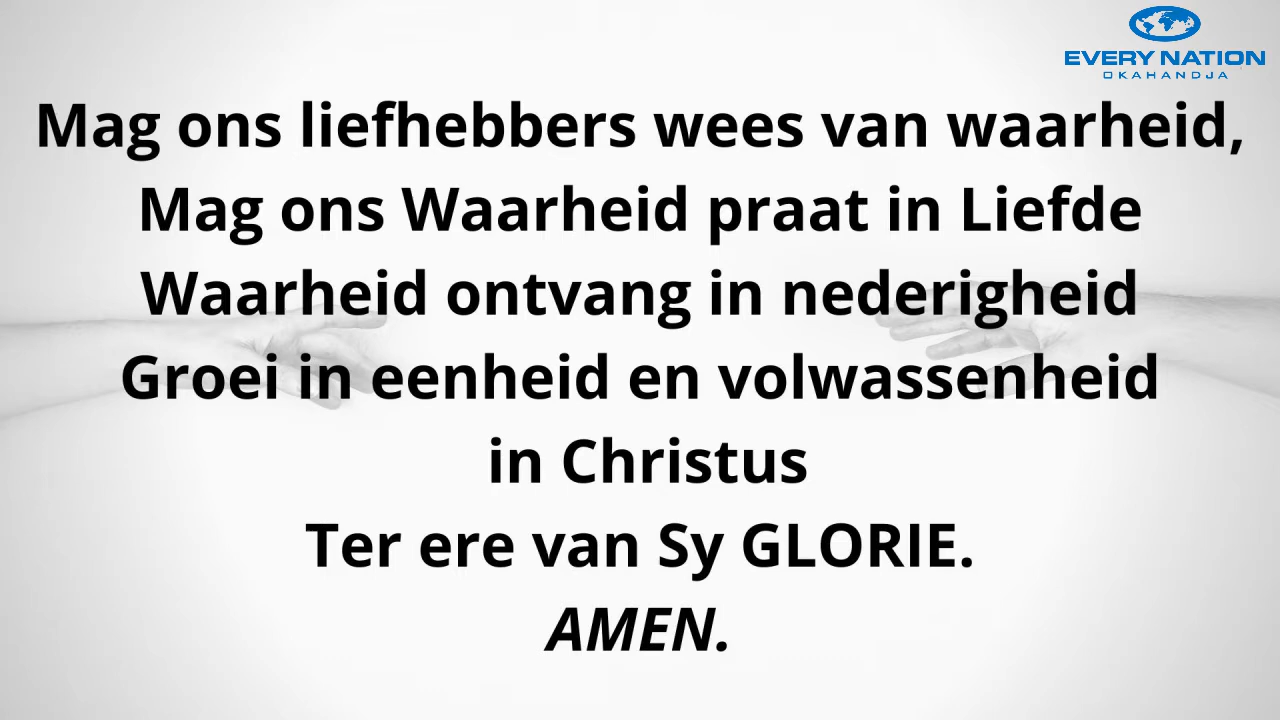 EVERY NATION
OKAHANDJA
Mag ons liefhebbers wees van waarheid,
Mag ons Waarheid praat in Liefde
Waarheid ontvang in nederigheid
Groei in eenheid en volwassenheid
in Christus
Ter ere van Sy GLORIE.
AMEN.